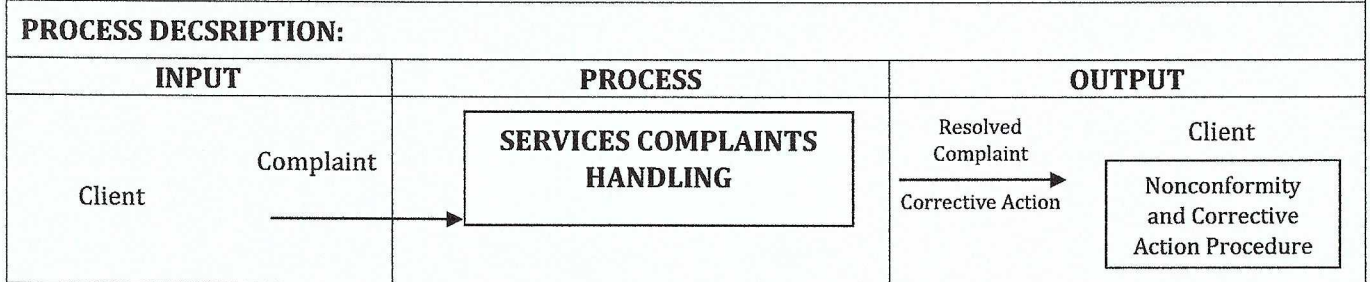 PROCESS DECSRIPTION:
INPUT
PROCESS
OUTPUT
Client
Complaint
SERVICES COMPLAINTS
HANDLING
Resolved
Complaint
Corrective Action
Client
Nonconformity
and Corrective
Action Procedure